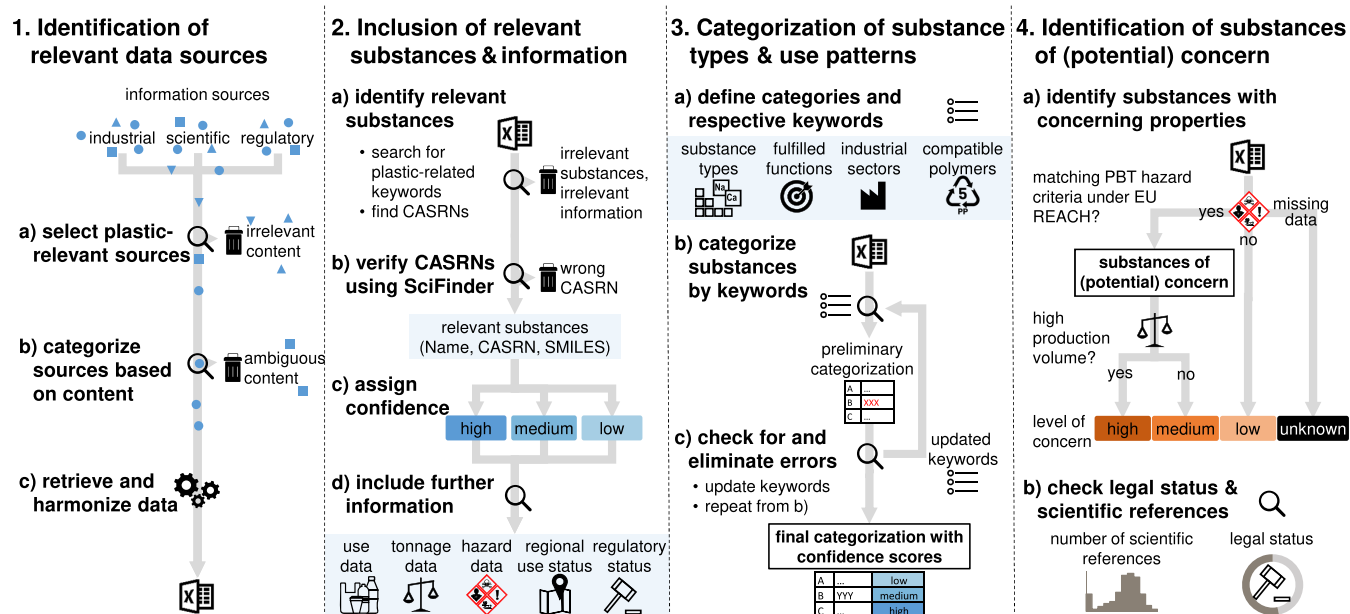 1. Identification of
relevant data sources
information sources
industrial scientific regulatory
a) select plastic-
relevant sources
irrelevant
content
b) categorize
sources based
on content
ambiguous
content
c) retrieve and
harmonize data
X
2. Inclusion of relevant
substances & information
a) identify relevant
substances
X
• search for
plastic-related
keywords
• find CASRNs
irrelevant
substances,
irrelevant
information
b) verify CASRNs
using SciFinder
wrong
CASRN
relevant substances
(Name, CASRN, SMILES)
c) assign
confidence
high medium low
d) include further
information
use
data
tonnage
data
hazard
data
regional
use status
regulatory
status
3. Categorization of substance
types & use patterns
a) define categories and
respective keywords
substance
types
fulfilled
functions
industrial
sectors
compatible
polymers
Na
Ca
5
PP
b) categorize
substances
by keywords
X
preliminary
categorization
A ...
B XXX
C ...
c) check for and
eliminate errors
• update keywords
• repeat from b)
updated
keywords
final categorization with
confidence scores
A ... low
B YYY medium
C ... high
4. Identification of substances
of (potential) concern
a) identify substances with
concerning properties
X
matching PBT hazard
criteria under EU
REACH?
yes
no
missing
data
substances of
(potential) concern
high
production
volume?
yes
no
level of
concern
high medium low unknown
b) check legal status &
scientific references
number of scientific
references
legal status